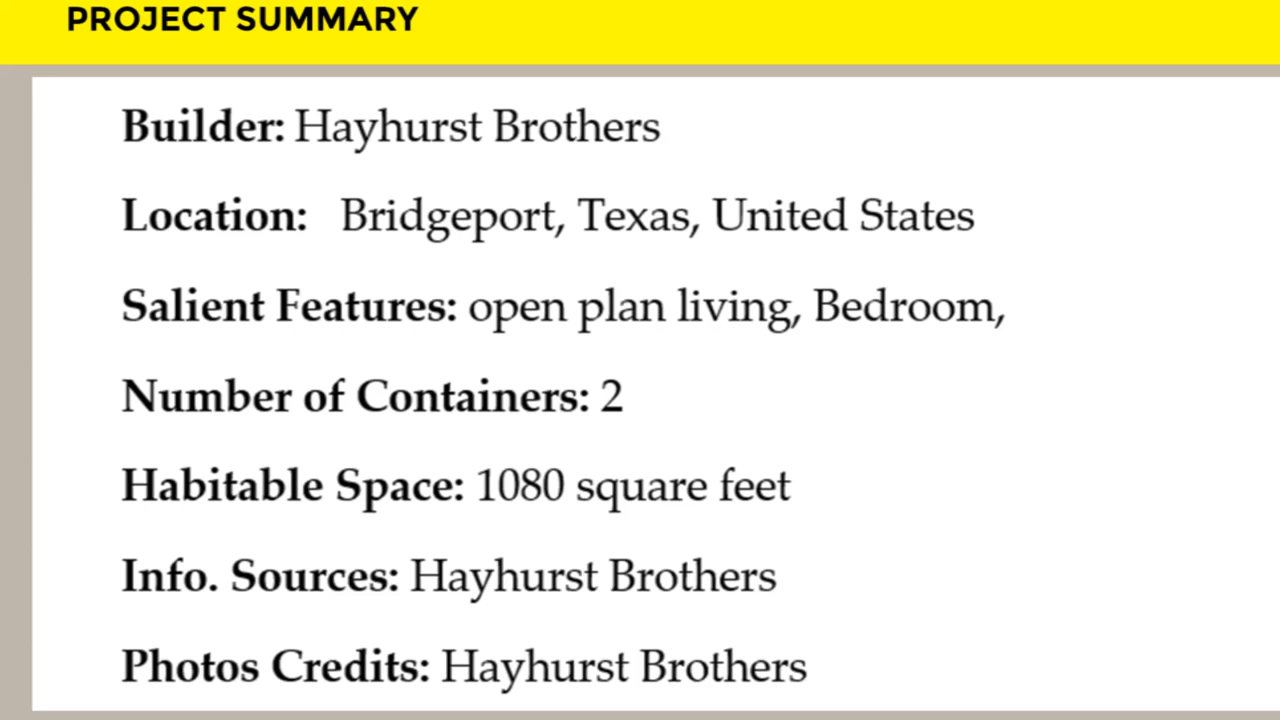 PROJECT SUMMARY
Builder: Hayhurst Brothers
Location: Bridgeport, Texas, United States
Salient Features: open plan living, Bedroom,
Number of Containers: 2
Habitable Space: 1080 square feet
Info. Sources: Hayhurst Brothers
Photos Credits: Hayhurst Brothers